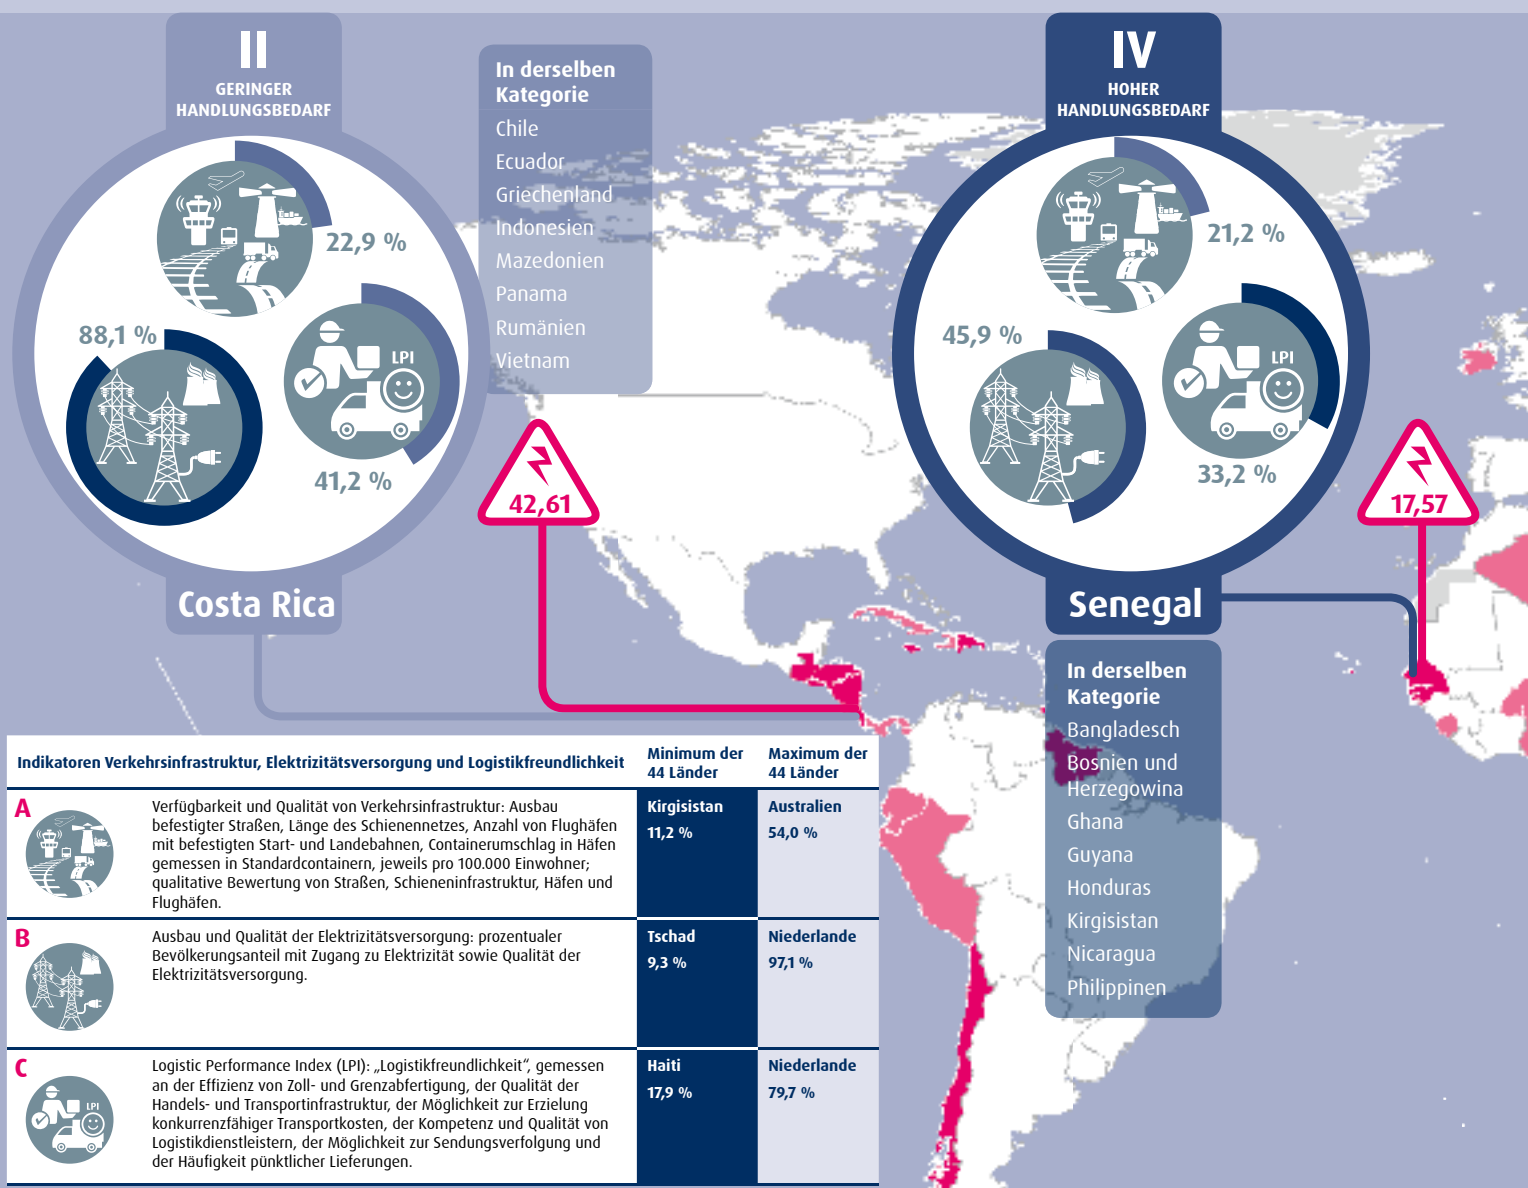 II
GERINGER
HANDLUNGSBEDARF
22,9 %
88,1 %
LPI
41,2 %
Costa Rica
In derselben
Kategorie
Chile
Ecuador
Griechenland
Indonesien
Mazedonien
Panama
Rumänien
Vietnam
42,61
IV
HOHER
HANDLUNGSBEDARF
21,2 %
45,9 %
LPI
33,2 %
Senegal
17,57
In derselben
Kategorie
Bangladesch
Bosnien und
Herzegowina
Ghana
Guyana
Honduras
Kirgisistan
Nicaragua
Philippinen
Indikatoren Verkehrsinfrastruktur, Elektrizitätsversorgung und Logistikfreundlichkeit
Minimum der
44 Länder
Maximum der
44 Länder
A
Verfügbarkeit und Qualität von Verkehrsinfrastruktur: Ausbau
befestigter Straßen, Länge des Schienennetzes, Anzahl von Flughäfen
mit befestigten Start- und Landebahnen, Containerumschlag in Häfen
gemessen in Standardcontainern, jeweils pro 100.000 Einwohner;
qualitative Bewertung von Straßen, Schieneninfrastruktur, Häfen und
Flughäfen.
Kirgisistan
11,2 %
Australien
54,0 %
B
Ausbau und Qualität der Elektrizitätsversorgung: prozentualer
Bevölkerungsanteil mit Zugang zu Elektrizität sowie Qualität der
Elektrizitätsversorgung.
Tschad
9,3 %
Niederlande
97,1 %
C
LPI
Logistic Performance Index (LPI): „Logistikfreundlichkeit“, gemessen
an der Effizienz von Zoll- und Grenzabfertigung, der Qualität der
Handels- und Transportinfrastruktur, der Möglichkeit zur Erzielung
konkurrenzfähiger Transportkosten, der Kompetenz und Qualität von
Logistikdienstleistern, der Möglichkeit zur Sendungsverfolgung und
der Häufigkeit pünktlicher Lieferungen.
Haiti
17,9 %
Niederlande
79,7 %